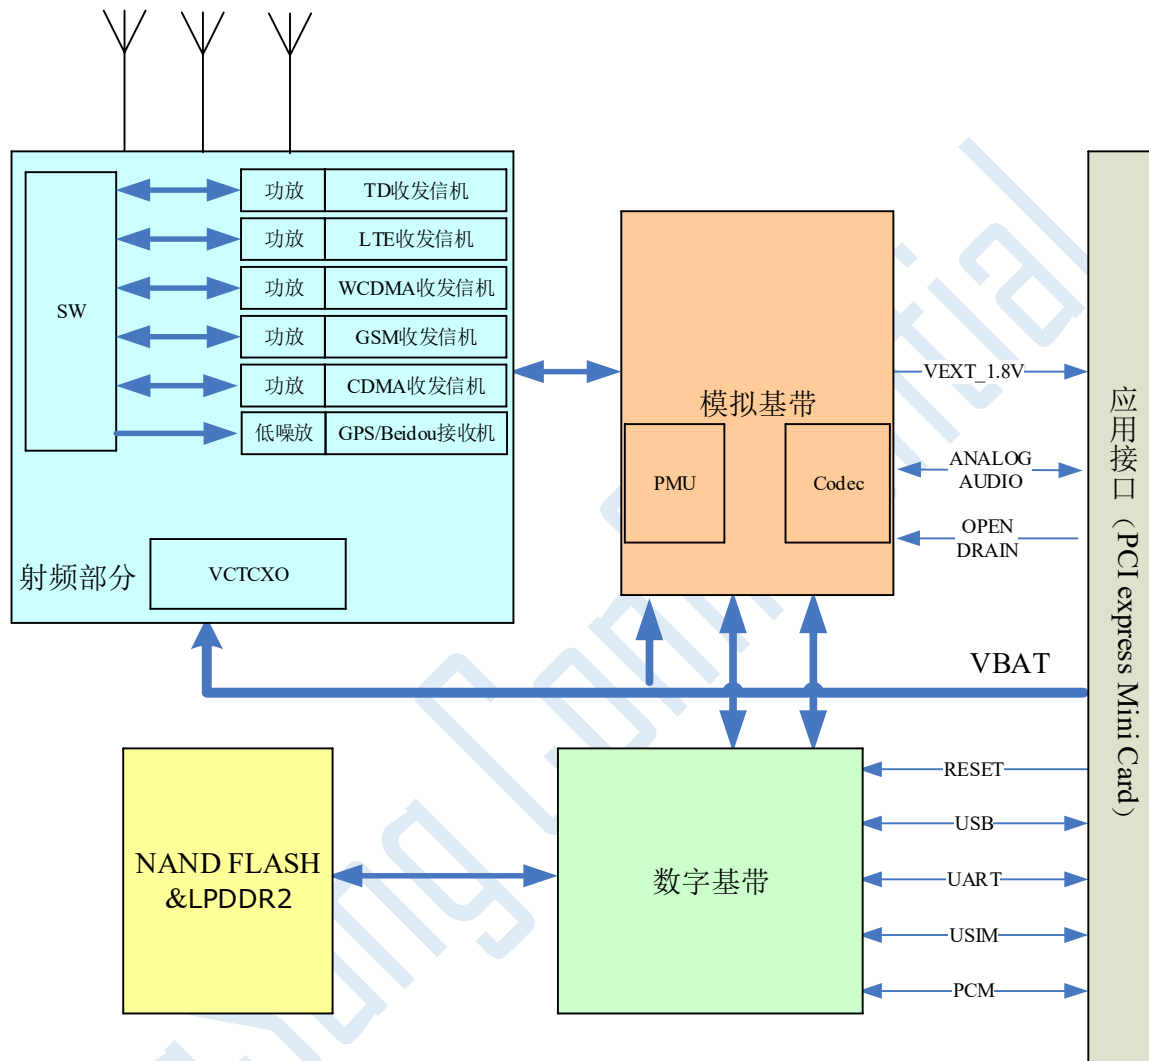 SW
功放
TD收发信机
功放
LTE收发信机
功放
WCDMA收发信机
功放
GSM收发信机
功放
CDMA收发信机
低噪放
GPS/Beidou接收机
射频部分
VCTCXO
模拟基带
PMU
Codec
VEXT_1.8V
ANALOG
AUDIO
OPEN
DRAIN
VBAT
应用接口（PCI express Mini Card）
NAND FLASH
&LPDDR2
数字基带
RESET
USB
UART
USIM
PCM
Confidential